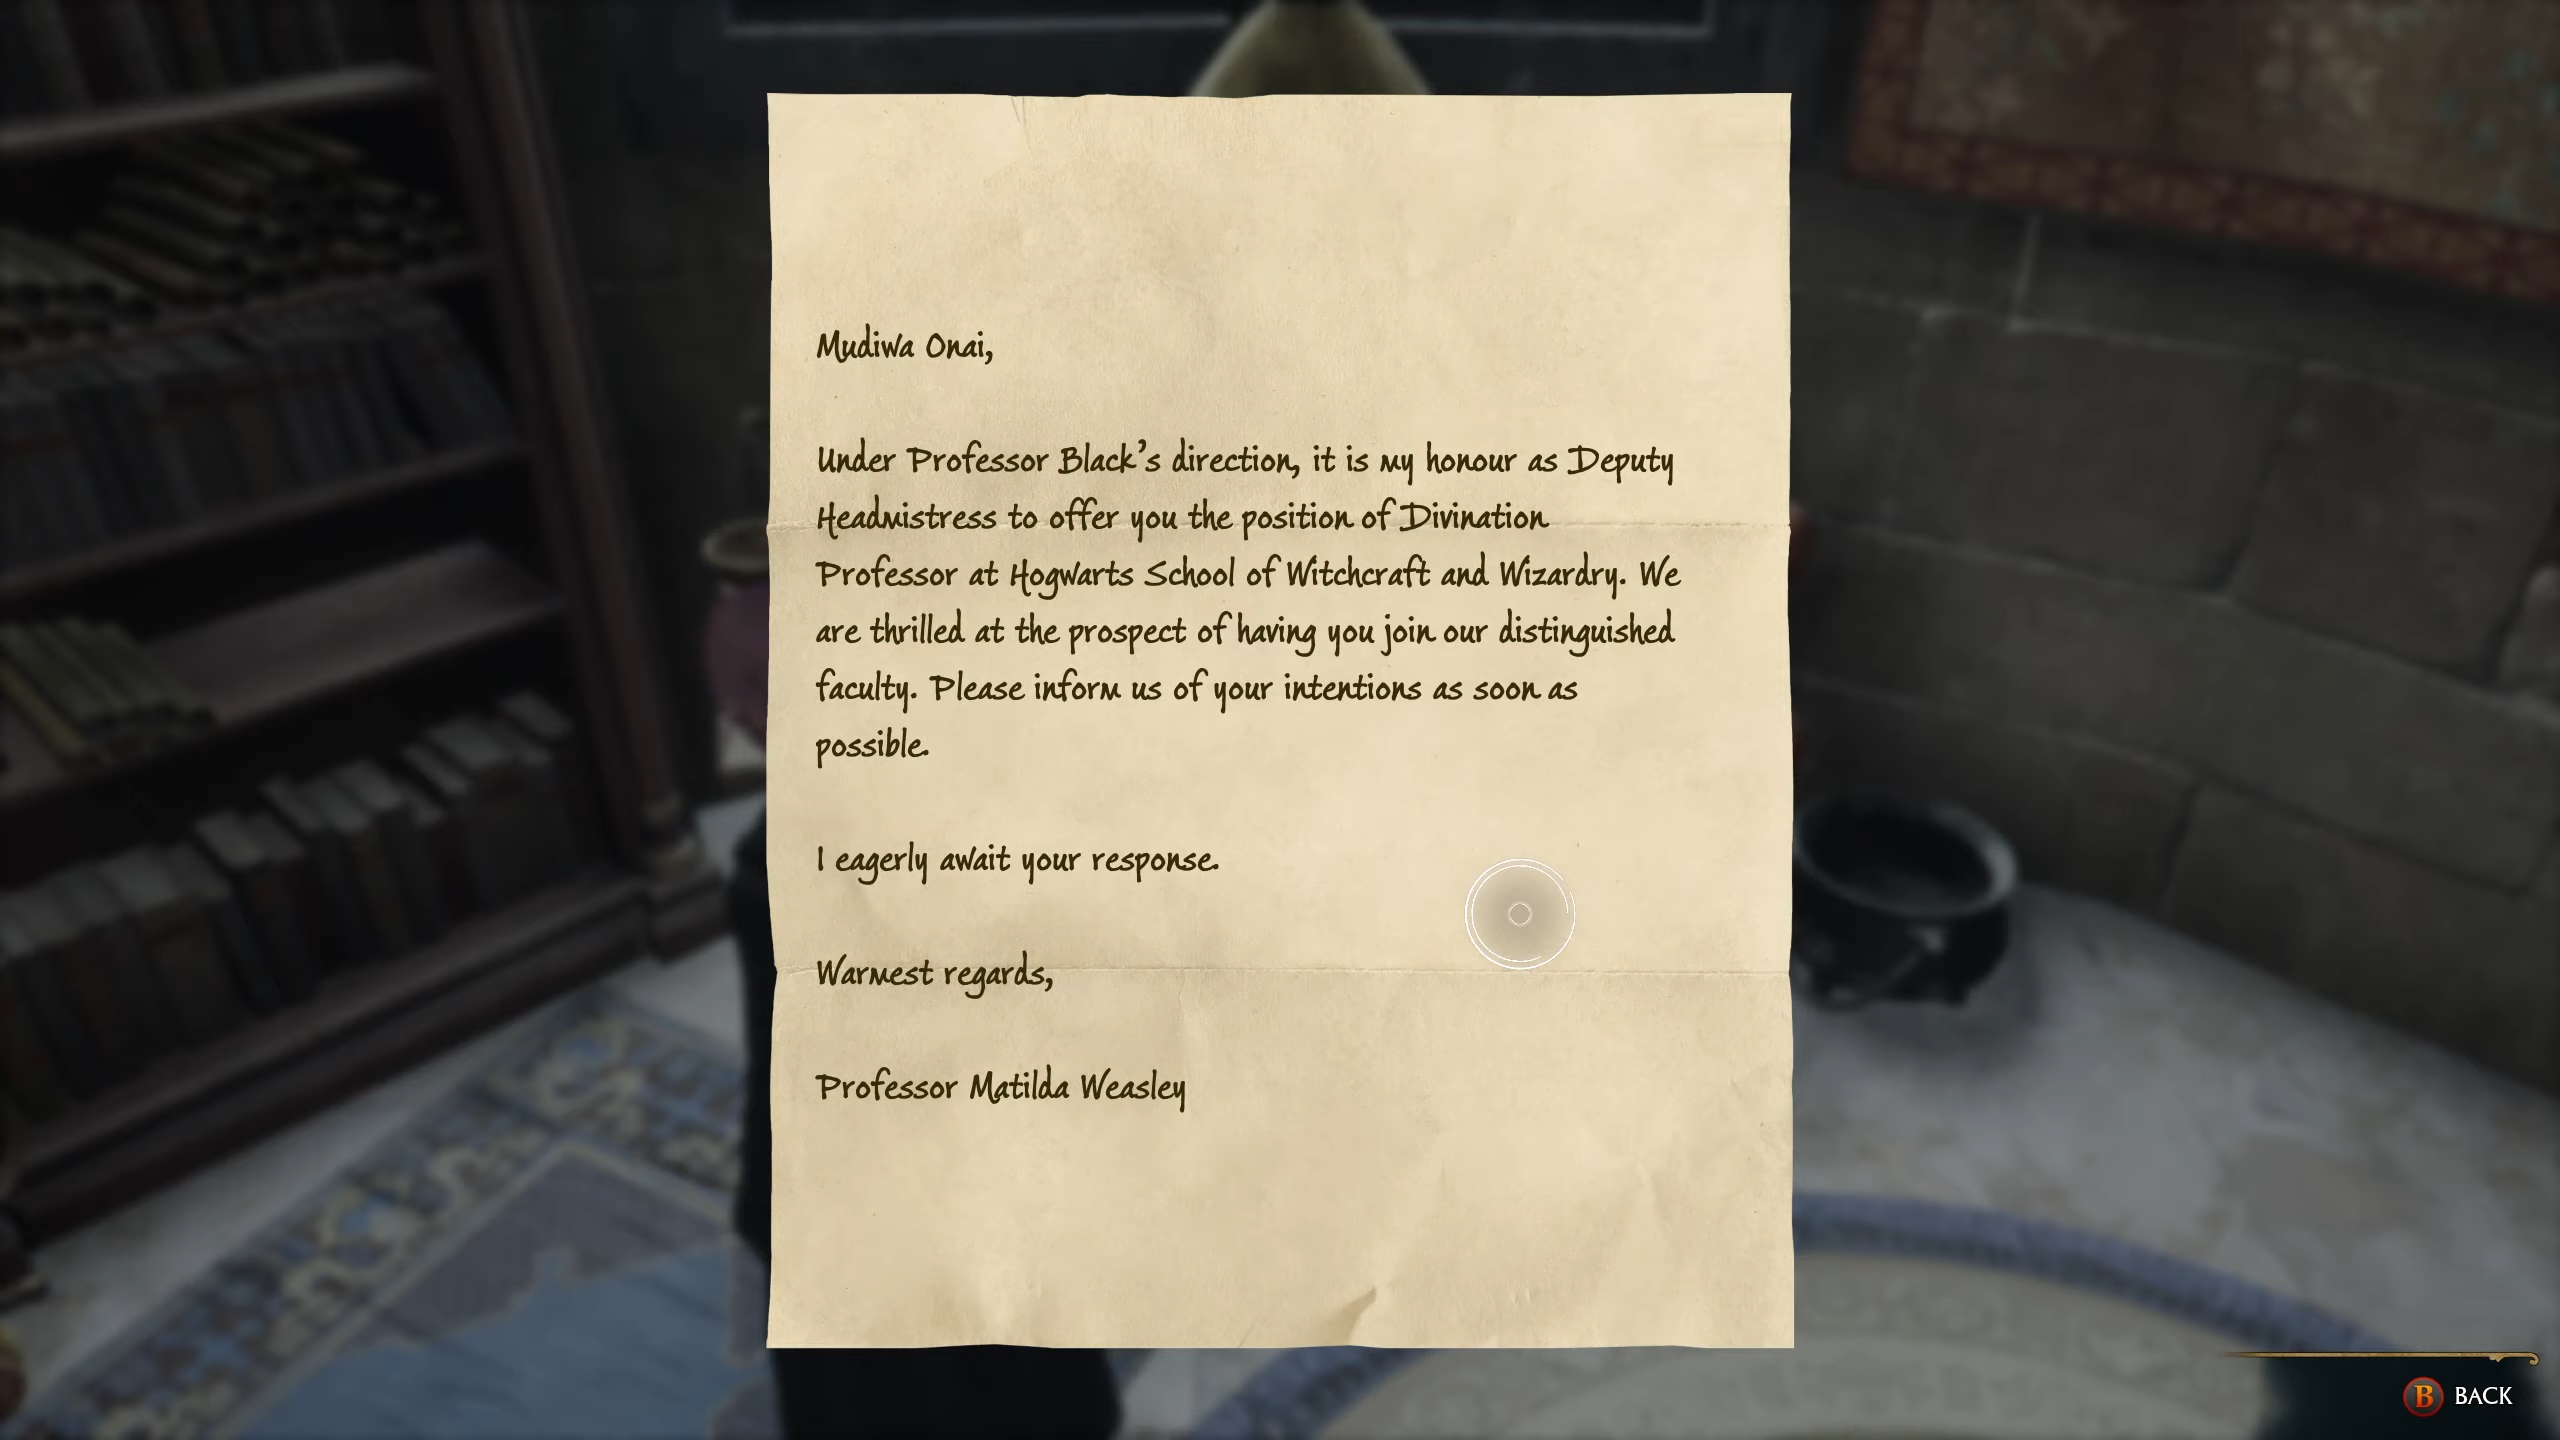 Mudiwa Onai,
Under Professor Black's direction, it is my honour as Deputy
Headmistress to offer you the position of Divination
Professor at Hogwarts School of Witchcraft and Wizardry. We
are thrilled at the prospect of having you join our distinguished
faculty. Please inform us of your intentions as soon as
possible.
I eagerly await your response.
Warmest regards,
Professor Matilda Weasley
B BACK